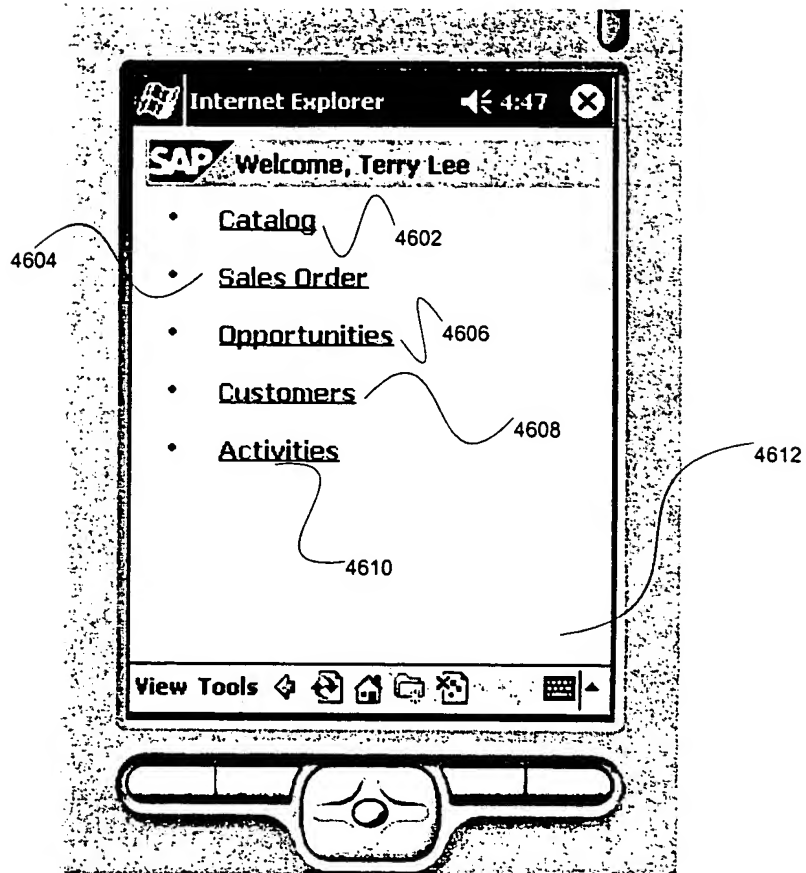 Internet Explorer 4:47
SAP Welcome, Terry Lee
• Catalog
4602
4604
• Sales Order
• Opportunities
4606
• Customers
4608
• Activities
4612
4610
View Tools